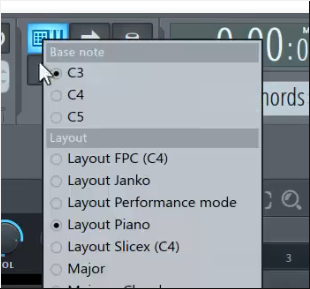 0:00:0
M
Base note
C3
C4
C5
hords
Layout
Layout FPC (C4)
Layout Janko
Layout Performance mode
Layout Piano
Layout Slicex (C4)
OL
3
Major